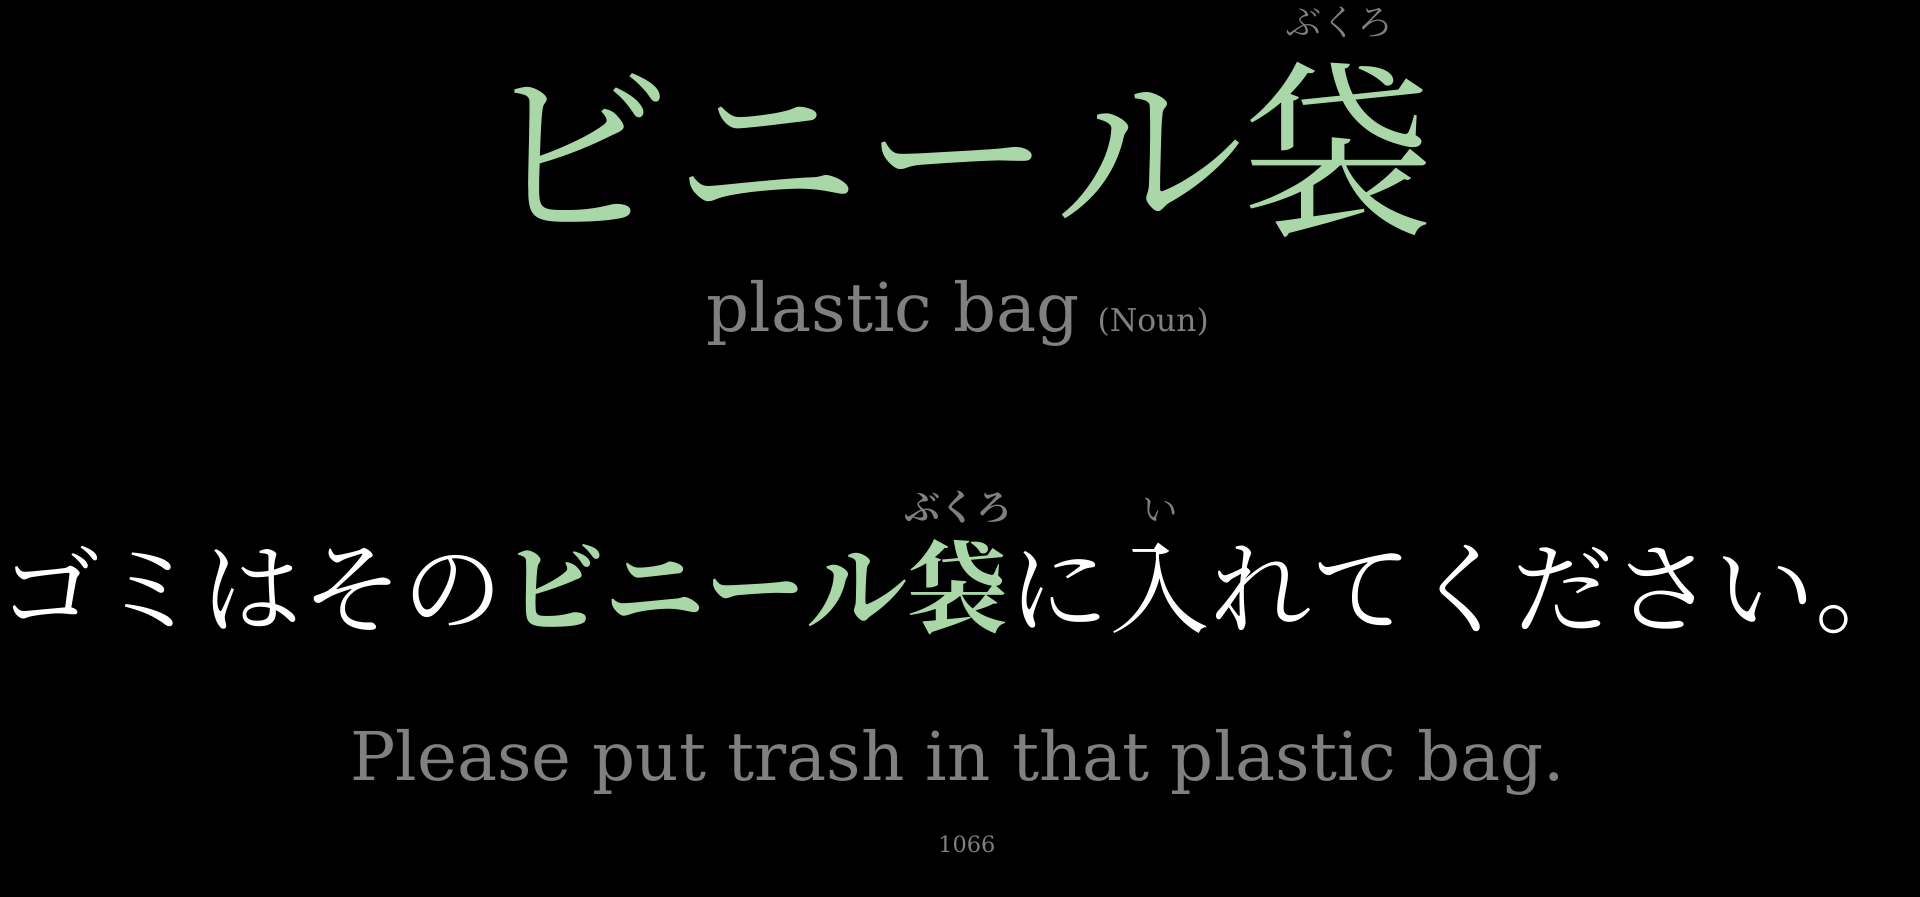 ぶくろ
ビニール袋
plastic bag (Noun)
ぶくろ い
ゴミはそのビニール袋に入れてください。
Please put trash in that plastic bag.
1066